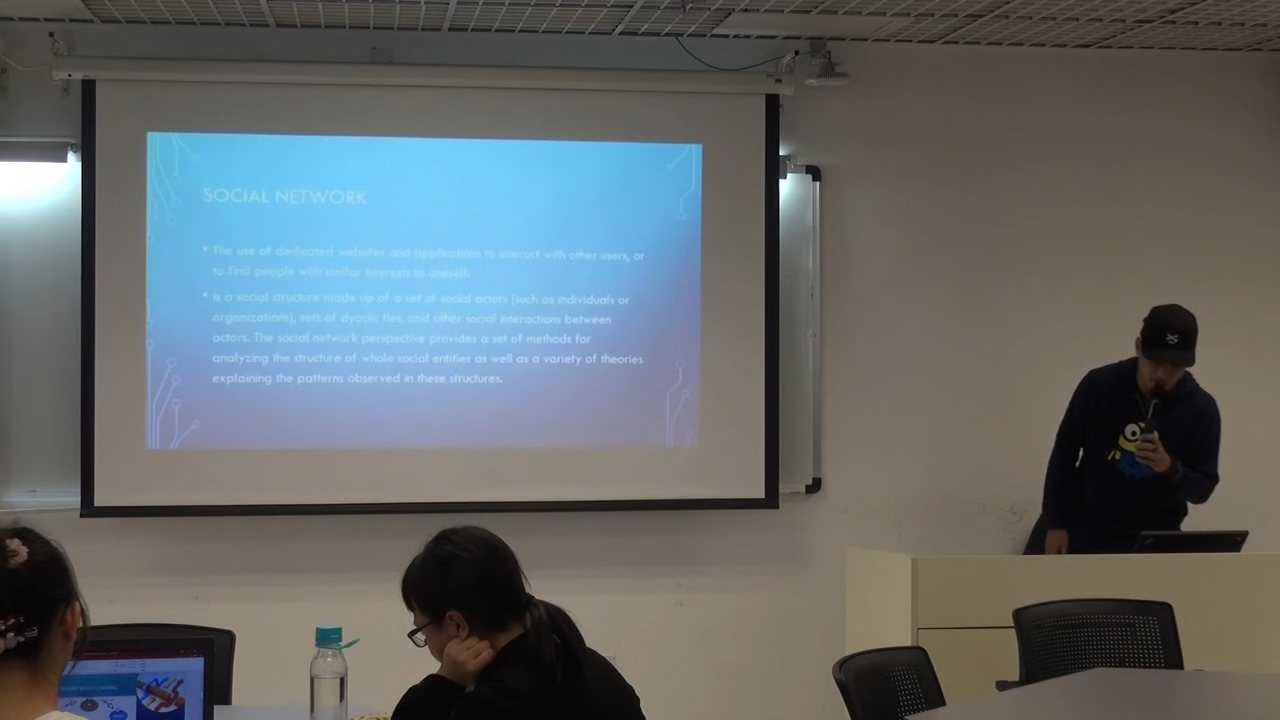 SOCIAL NETWORK
* The use of dedicated websites and applications to interact with other users, or
to find people with similar interests to oneself.
* Is a social structure made up of a set of social actors (such as individuals or
organizations), sets of dyadic ties, and other social interactions between
actors. The social network perspective provides a set of methods for
analyzing the structure of whole social entities as well as a variety of theories
explaining the patterns observed in these structures.